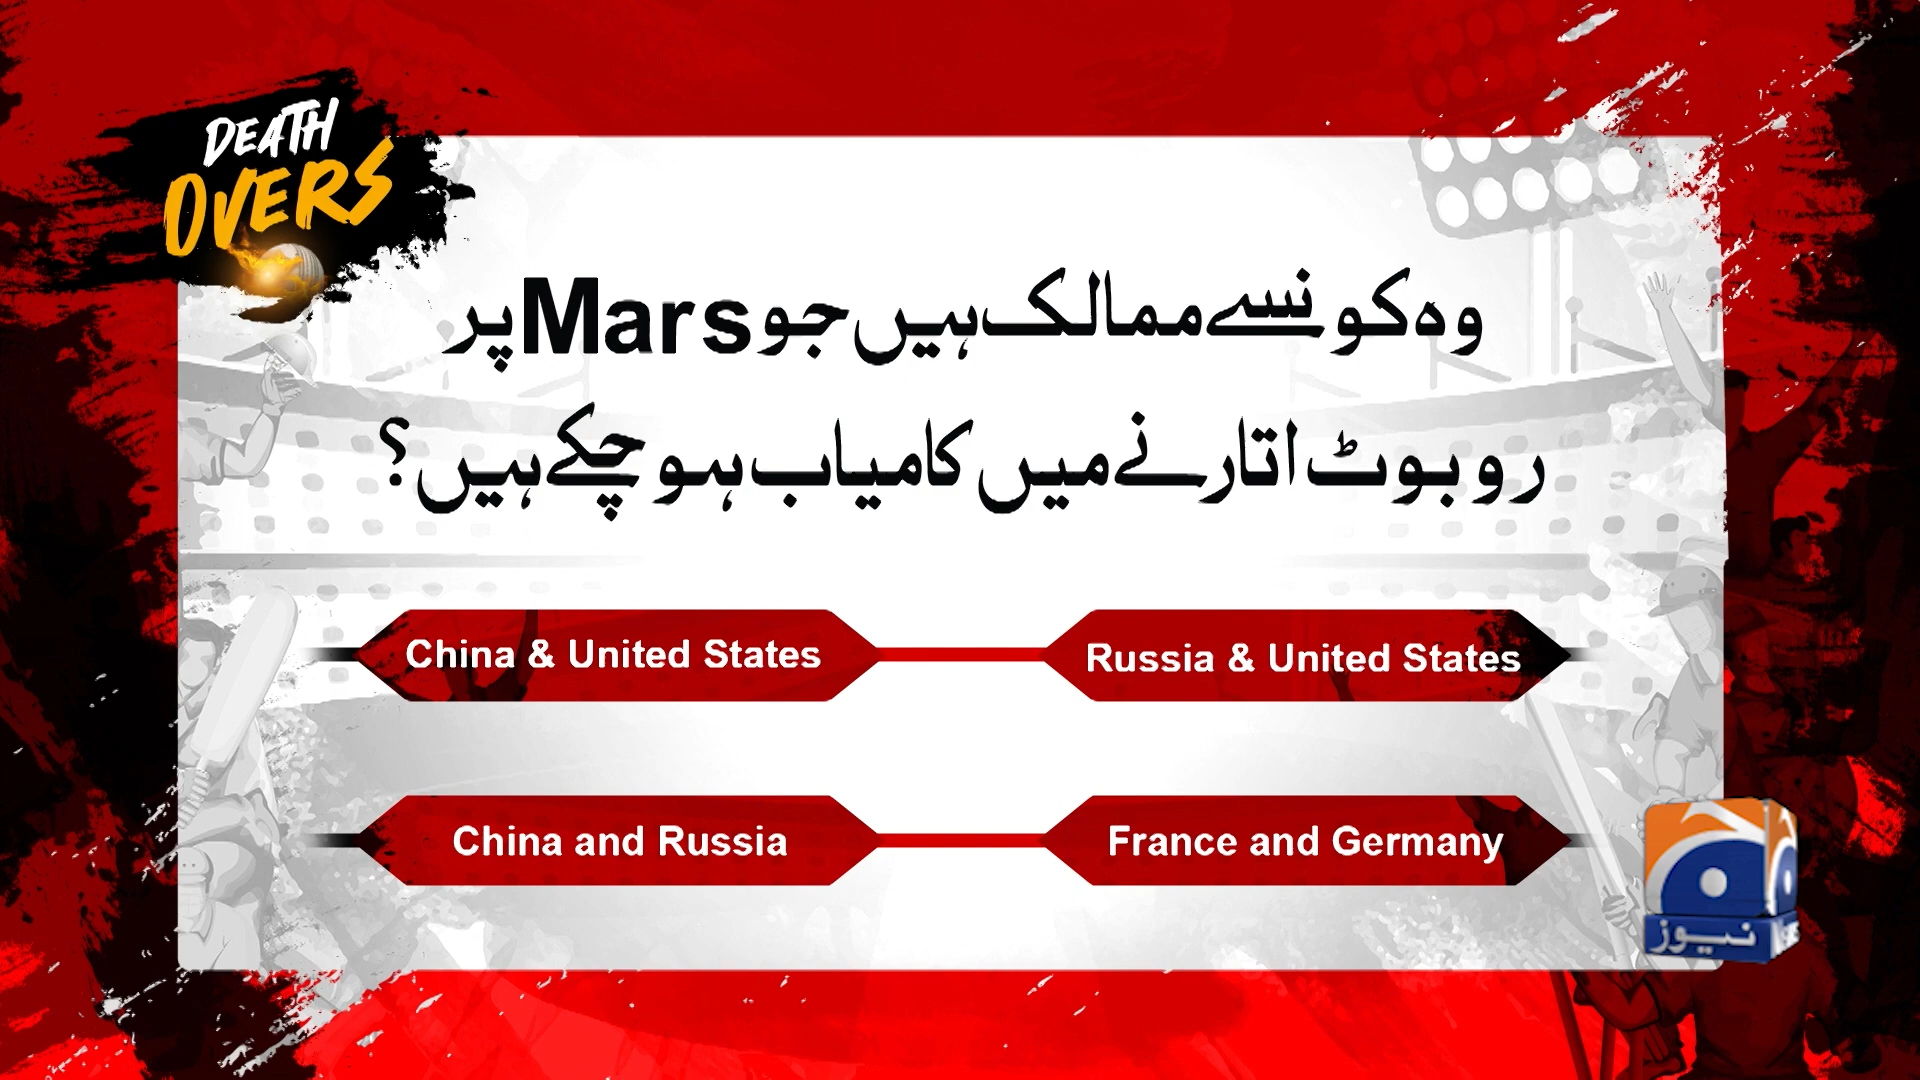 DEATH
OVERS
وہ کونسے ممالک ہیں جو Mars پر
روبوٹ اتارنے میں کامیاب ہو چکے ہیں؟
China & United States
Russia & United States
China and Russia
France and Germany
نیوز